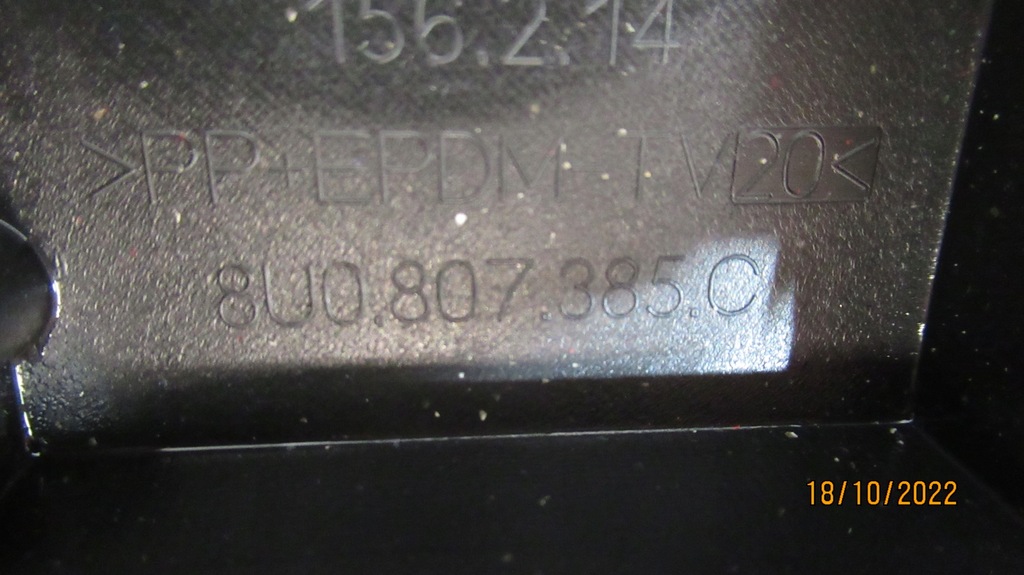 156.2.14
>PP+EPDM-TV20<
8U0.807.385.C
18/10/2022